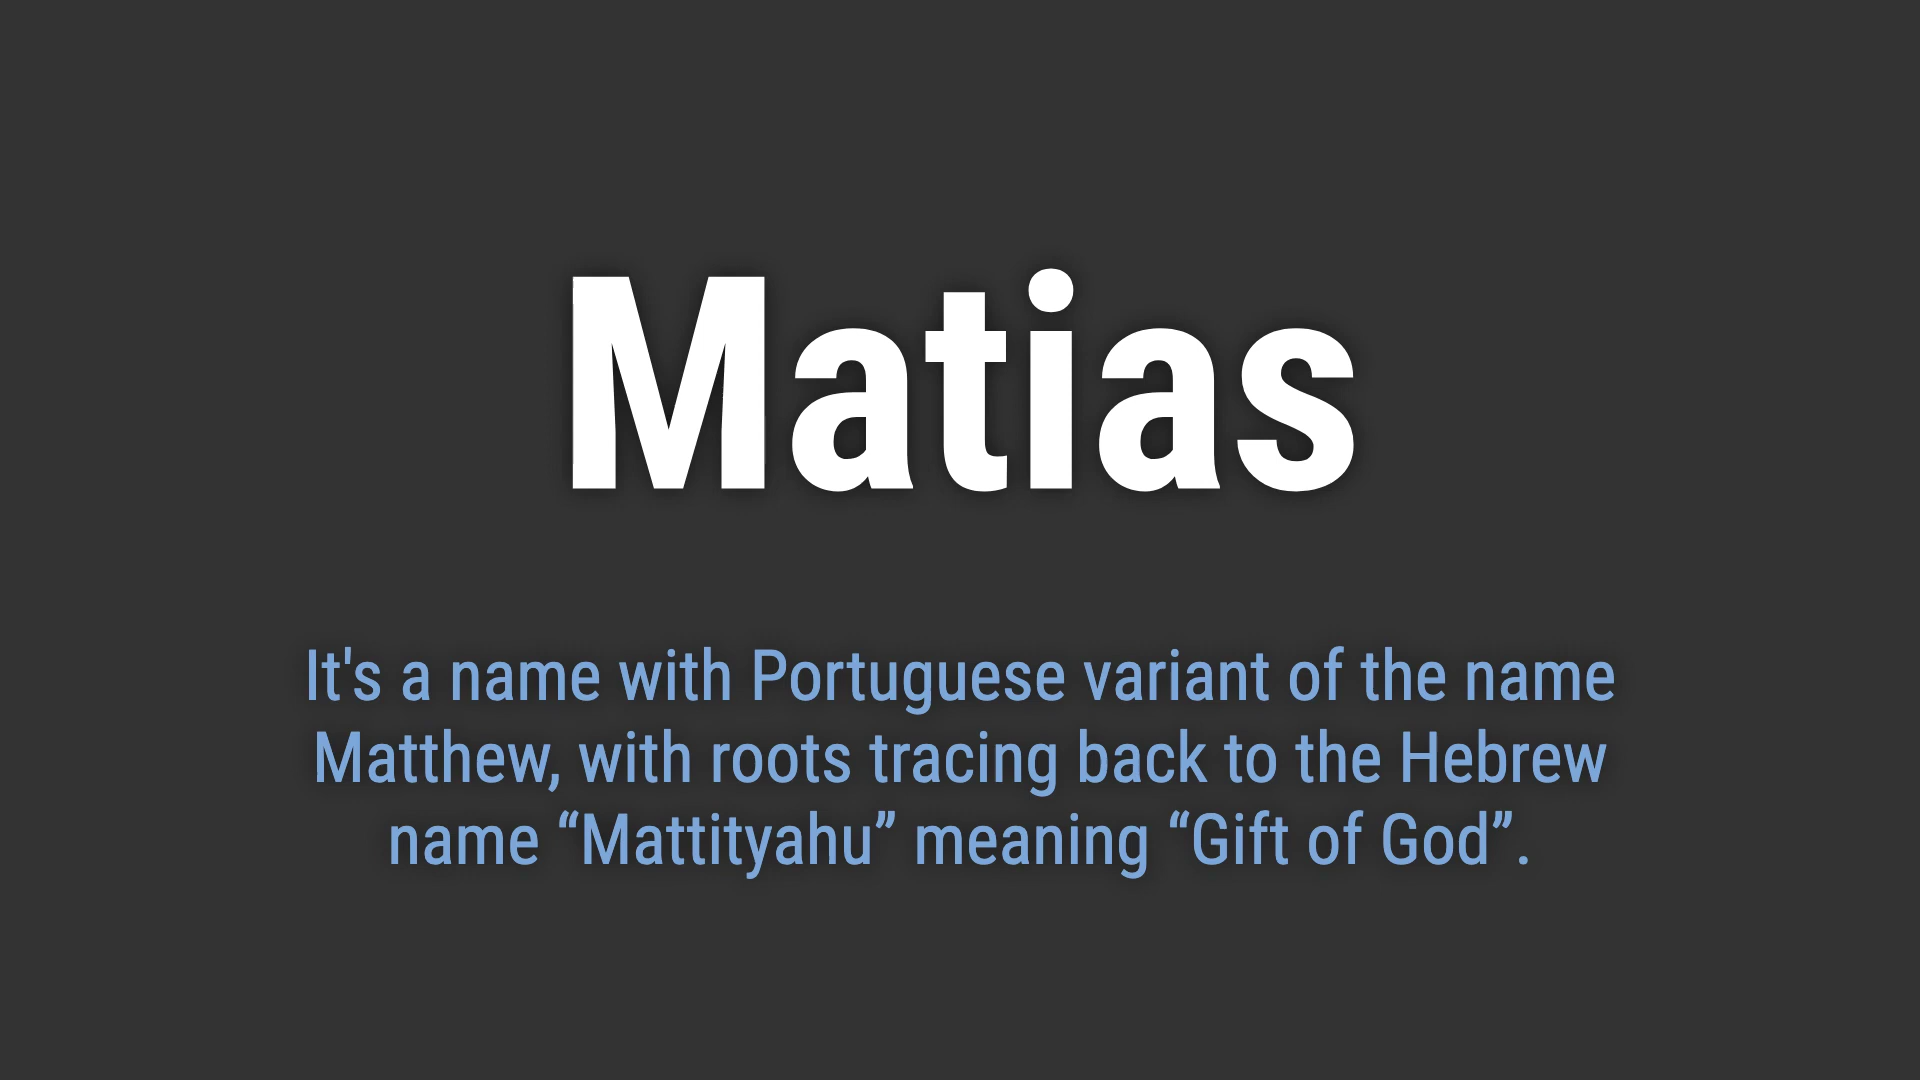 Matias
It's a name with Portuguese variant of the name
Matthew, with roots tracing back to the Hebrew
name “Mattityahu” meaning “Gift of God”.